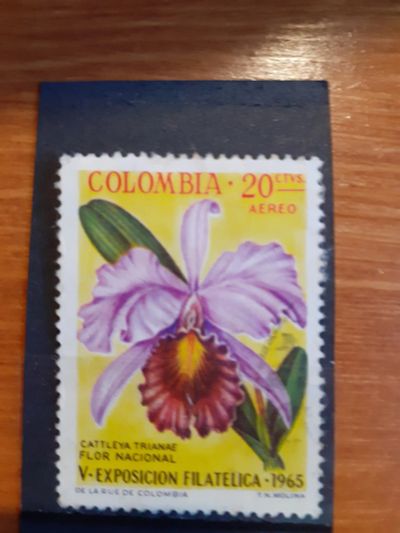 COLOMBIA · 20 CTVS.
AEREO
CATTLEYA TRIANAE
FLOR NACIONAL
V·EXPOSICION FILATELICA·1965
DE LA RUE DE COLOMBIA T.N. MOLINA